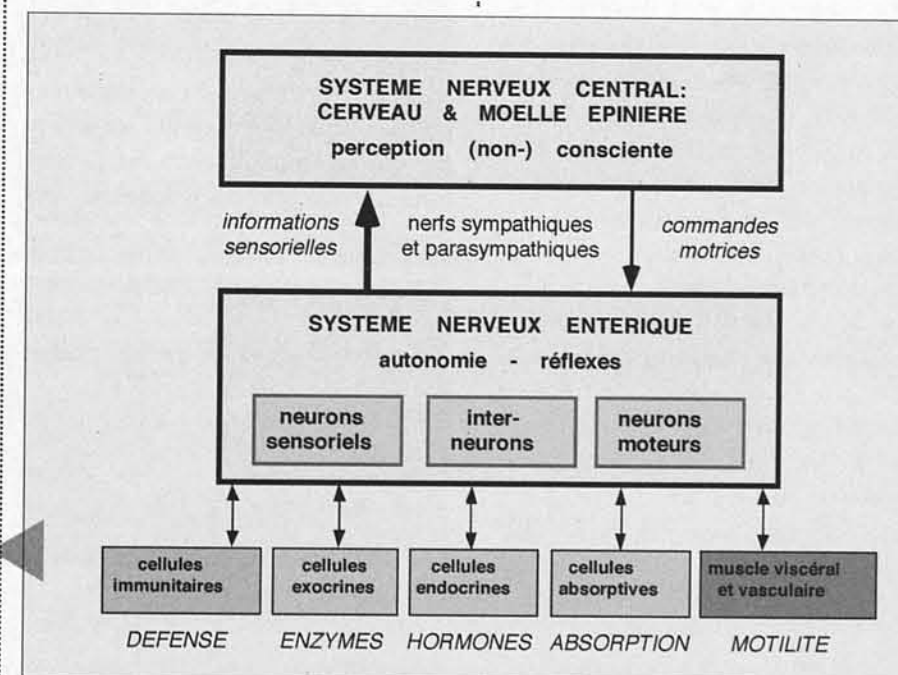 SYSTEME NERVEUX CENTRAL:
CERVEAU & MOELLE EPINIERE
perception (non-) consciente
informations
sensorielles
nerfs sympathiques
et parasympathiques
commandes
motrices
SYSTEME NERVEUX ENTERIQUE
autonomie - réflexes
neurons
sensoriels
inter-
neurons
neurons
moteurs
cellules
immunitaires
cellules
exocrines
cellules
endocrines
cellules
absorptives
muscle viscéral
et vasculaire
DEFENSE
ENZYMES
HORMONES
ABSORPTION
MOTILITE